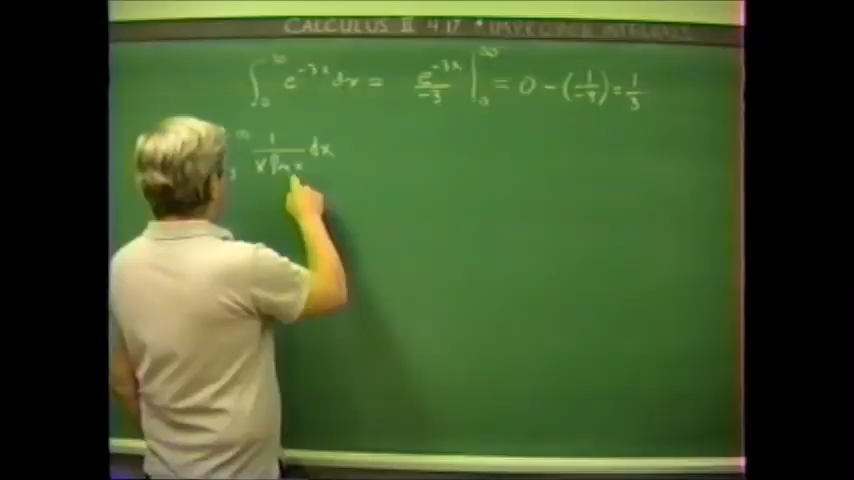 CALCULUS II 4.17 * IMPROPER INTEGRALS
∫₀^∞ e^{-3x} dx = e^{-3x}/-3 |₀^∞ = 0 - (1/-3) = 1/3
∞ 3 1/(x ln x) dx